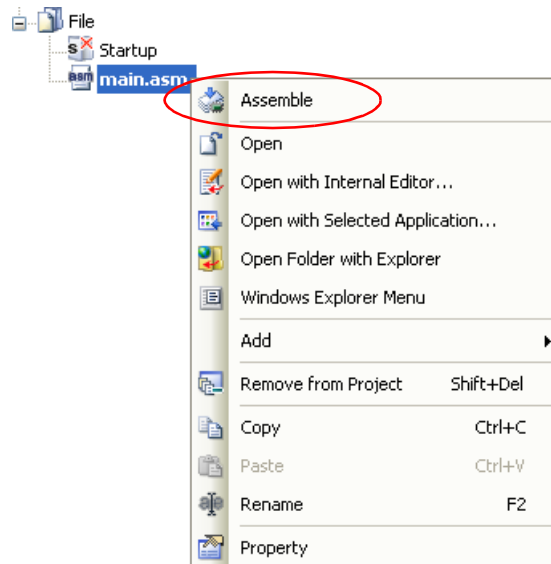 File
Startup
main.asm
Assemble
Open
Open with Internal Editor...
Open with Selected Application...
Open Folder with Explorer
Windows Explorer Menu
Add
Remove from Project Shift+Del
Copy Ctrl+C
Paste Ctrl+V
Rename F2
Property